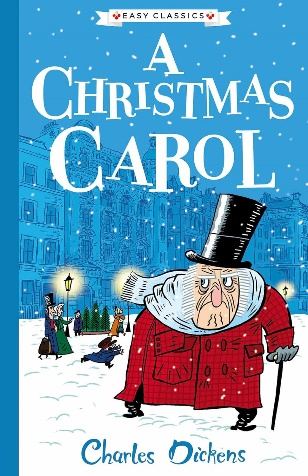 EASY CLASSICS
A
CHRISTMAS
CAROL
Charles Dickens